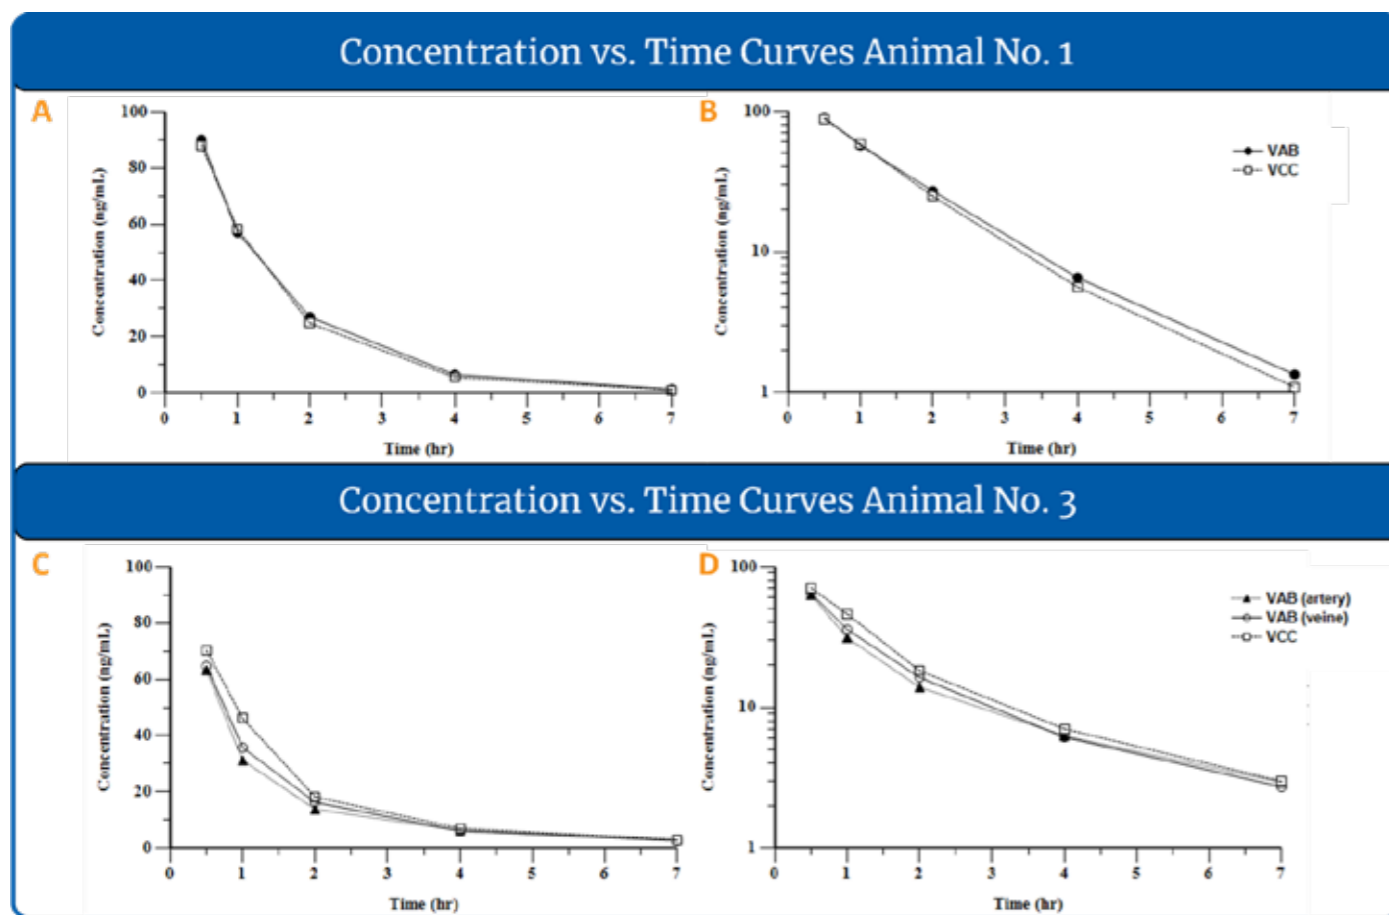 Concentration vs. Time Curves Animal No. 1
A
100
80
60
40
20
0
Concentration (ng/mL)
0 1 2 4 5 6 7
Time (hr)
B
100
10
1
Concentration (ng/mL)
VAB
VCC
0 1 2 4 5 6 7
Time (hr)
Concentration vs. Time Curves Animal No. 3
C
100
80
60
40
20
0
Concentration (ng/mL)
0 1 2 4 5 6 7
Time (hr)
D
100
10
1
Concentration (ng/mL)
VAB (artery)
VAB (veine)
VCC
0 1 2 4 5 6 7
Time (hr)